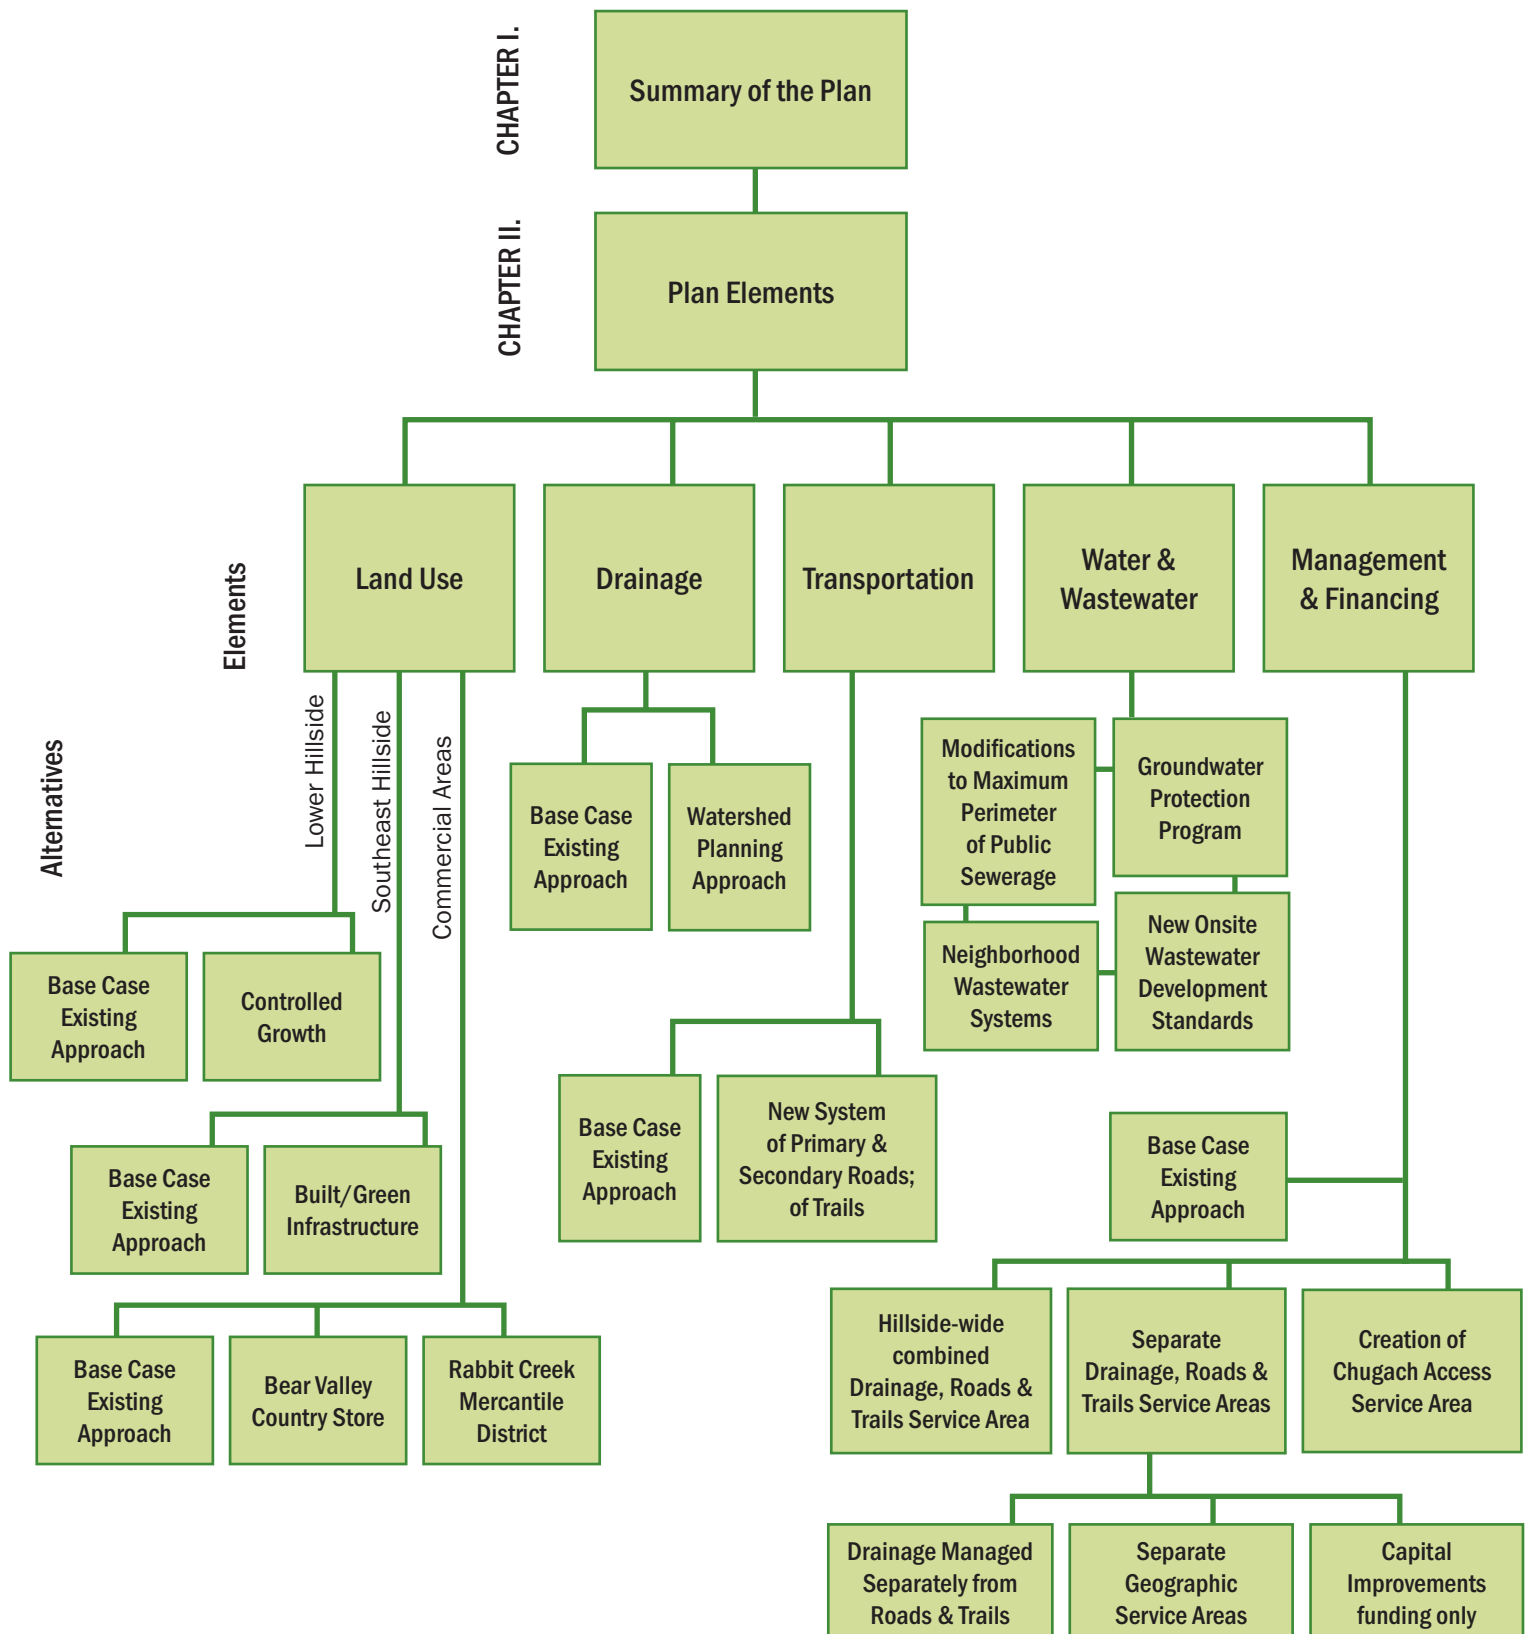 CHAPTER I.
Summary of the Plan
CHAPTER II.
Plan Elements
Elements
Land Use
Drainage
Transportation
Water &
Wastewater
Management
& Financing
Alternatives
Lower Hillside
Southeast Hillside
Commercial Areas
Base Case
Existing
Approach
Controlled
Growth
Base Case
Existing
Approach
Built/Green
Infrastructure
Base Case
Existing
Approach
Bear Valley
Country Store
Rabbit Creek
Mercantile
District
Base Case
Existing
Approach
Watershed
Planning
Approach
Base Case
Existing
Approach
New System
of Primary &
Secondary Roads;
of Trails
Modifications
to Maximum
Perimeter
of Public
Sewerage
Groundwater
Protection
Program
Neighborhood
Wastewater
Systems
New Onsite
Wastewater
Development
Standards
Base Case
Existing
Approach
Hillside-wide
combined
Drainage, Roads &
Trails Service Area
Separate
Drainage, Roads &
Trails Service Areas
Creation of
Chugach Access
Service Area
Drainage Managed
Separately from
Roads & Trails
Separate
Geographic
Service Areas
Capital
Improvements
funding only